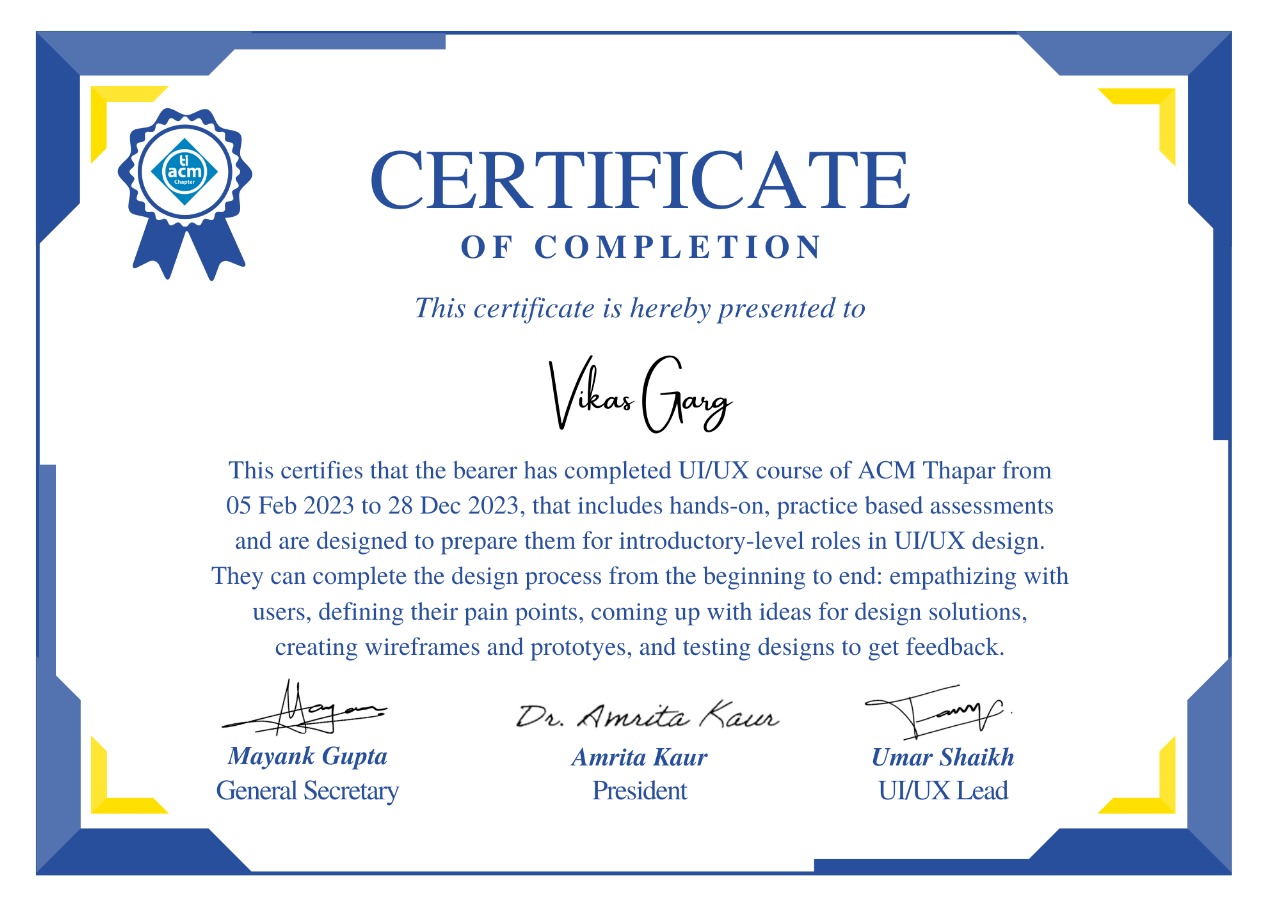 ti
acm
Chapter
CERTIFICATE
OF COMPLETION
This certificate is hereby presented to
Vikas Garg
This certifies that the bearer has completed UI/UX course of ACM Thapar from
05 Feb 2023 to 28 Dec 2023, that includes hands-on, practice based assessments
and are designed to prepare them for introductory-level roles in UI/UX design.
They can complete the design process from the beginning to end: empathizing with
users, defining their pain points, coming up with ideas for design solutions,
creating wireframes and prototyes, and testing designs to get feedback.
Dr. Amrita Kaur
Mayank Gupta Amrita Kaur Umar Shaikh
General Secretary President UI/UX Lead